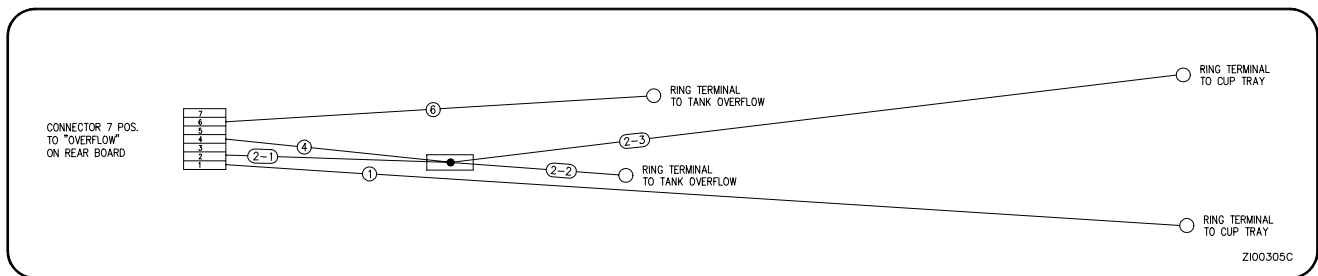 CONNECTOR 7 POS.
TO "OVERFLOW"
ON REAR BOARD
7
6
5
4
3
2
1
6
4
2-1
1
2-2
2-3
RING TERMINAL
TO TANK OVERFLOW
RING TERMINAL
TO TANK OVERFLOW
RING TERMINAL
TO CUP TRAY
RING TERMINAL
TO CUP TRAY
Z100305C